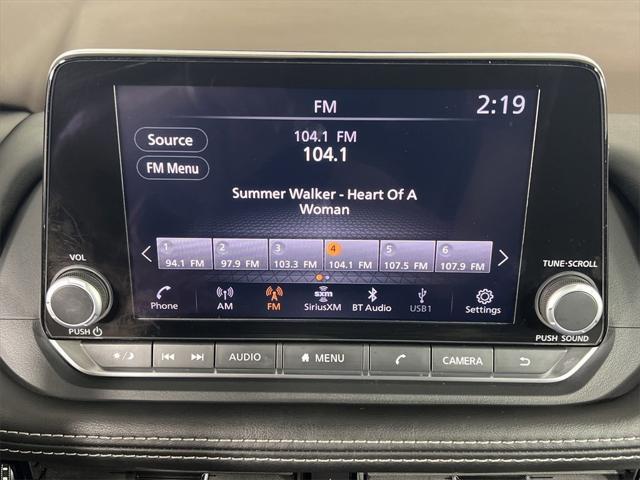 FM 2:19
Source
104.1 FM
104.1
FM Menu
Summer Walker - Heart Of A
Woman
1 2 3 4 5 6
94.1 FM 97.9 FM 103.3 FM 104.1 FM 107.5 FM 107.9 FM
Phone AM FM sxm SiriusXM BT Audio USB1 Settings
VOL
PUSH
TUNE·SCROLL
PUSH SOUND
AUDIO MENU CAMERA